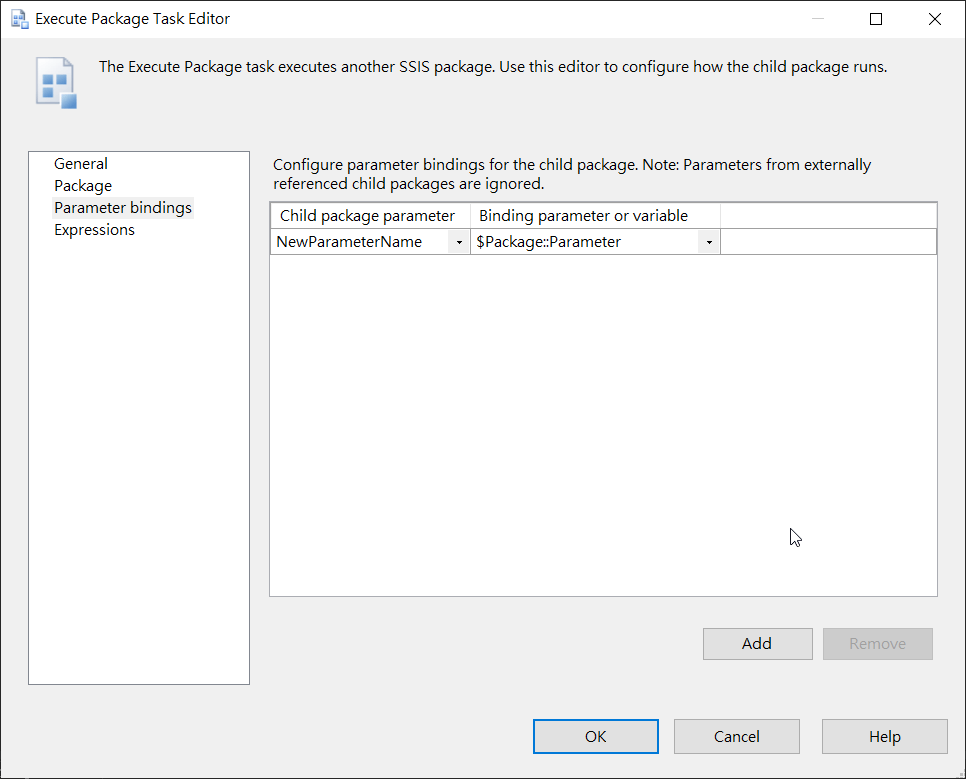 Execute Package Task Editor
The Execute Package task executes another SSIS package. Use this editor to configure how the child package runs.
General
Package
Parameter bindings
Expressions
Configure parameter bindings for the child package. Note: Parameters from externally
referenced child packages are ignored.
Child package parameter Binding parameter or variable
NewParameterName $Package::Parameter
Add Remove
OK Cancel Help